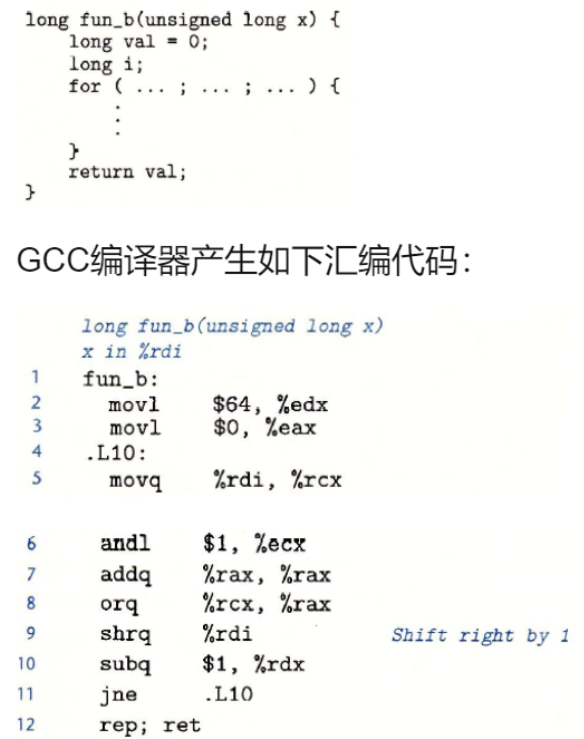 long fun_b(unsigned long x) {
    long val = 0;
    long i;
    for ( ... ; ... ; ... ) {
        .
        .
        .
    }
    return val;
}
GCC编译器产生如下汇编代码：
long fun_b(unsigned long x)
x in %rdi
1 fun_b:
2 movl $64, %edx
3 movl $0, %eax
4 .L10:
5 movq %rdi, %rcx
6 andl $1, %ecx
7 addq %rax, %rax
8 orq %rcx, %rax
9 shrq %rdi Shift right by 1
10 subq $1, %rdx
11 jne .L10
12 rep; ret